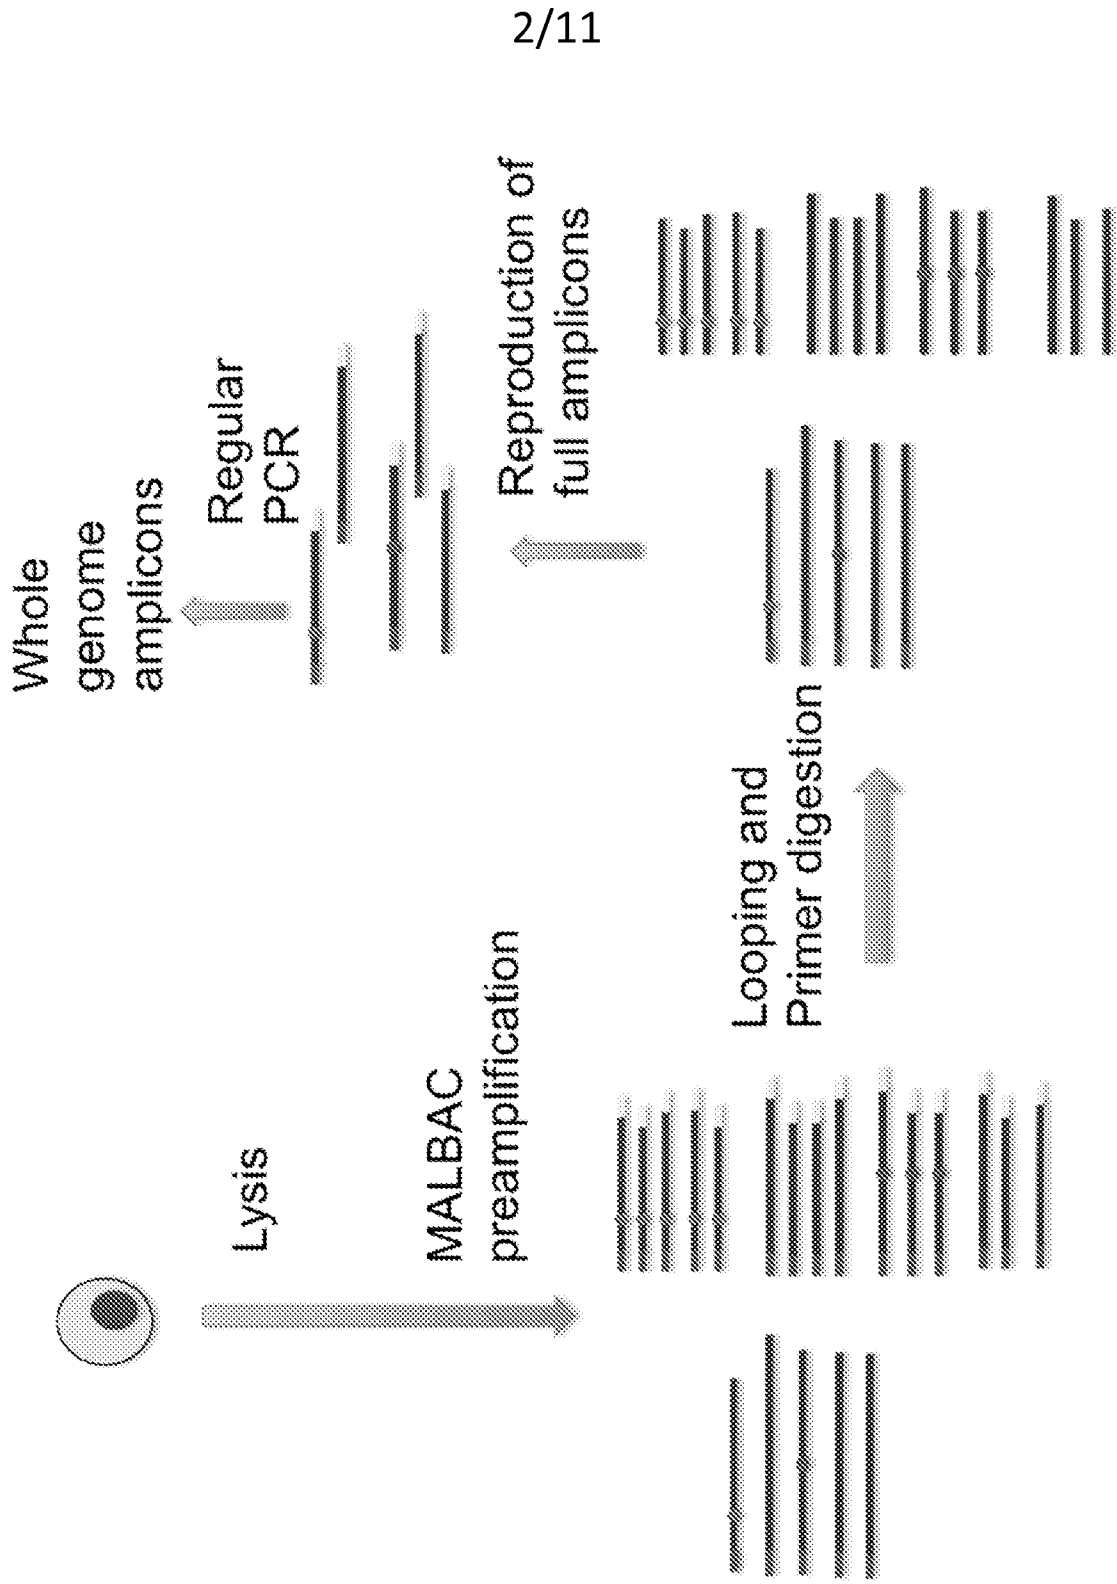 2/11
Lysis
MALBAC
preamplification
Looping and
Primer digestion
Reproduction of
full amplicons
Regular
PCR
Whole
genome
amplicons